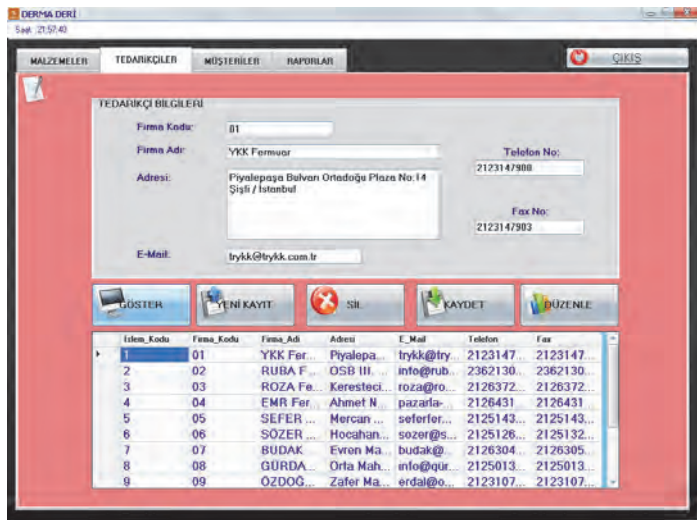 DERMA DERİ
Saat :21:57:40
MALZEMELER TEDARİKÇİLER MÜŞTERİLER RAPORLAR ÇIKIŞ
TEDARİKÇİ BİLGİLERİ
Firma Kodu: 01
Firma Adı: YKK Fermuar
Telefon No:
2123147900
Adresi: Piyalepaşa Bulvarı Ortadoğu Plaza No:14
Şişli / İstanbul
Fax No:
2123147903
E-Mail: trykk@trykk.com.tr
GÖSTER YENİ KAYIT SİL KAYDET DÜZENLE
Islem_Kodu Firma_Kodu Firma_Adi Adresi E_Mail Telefon Fax
1 01 YKK Fer... Piyalepa... trykk@try... 2123147... 2123147...
2 02 RUBA F... OSB III. ... info@rub... 2362130... 2362130...
3 03 ROZA Fe... Keresteci... roza@ro... 2126372... 2126372...
4 04 EMR Fer... Ahmet N... pazarla-... 2126431... 2126431...
5 05 SEFER ... Mercan ... seferfer... 2125143... 2125143...
6 06 SÖZER ... Hocahan... sozer@s... 2125126... 2125132...
7 07 BUDAK Evren Ma... budak@... 2126304... 2126305...
8 08 GÜRDA... Orta Mah... info@gür... 2125013... 2125013...
9 09 ÖZDOĞ... Zafer Ma... erdal@o... 2123107... 2123107...